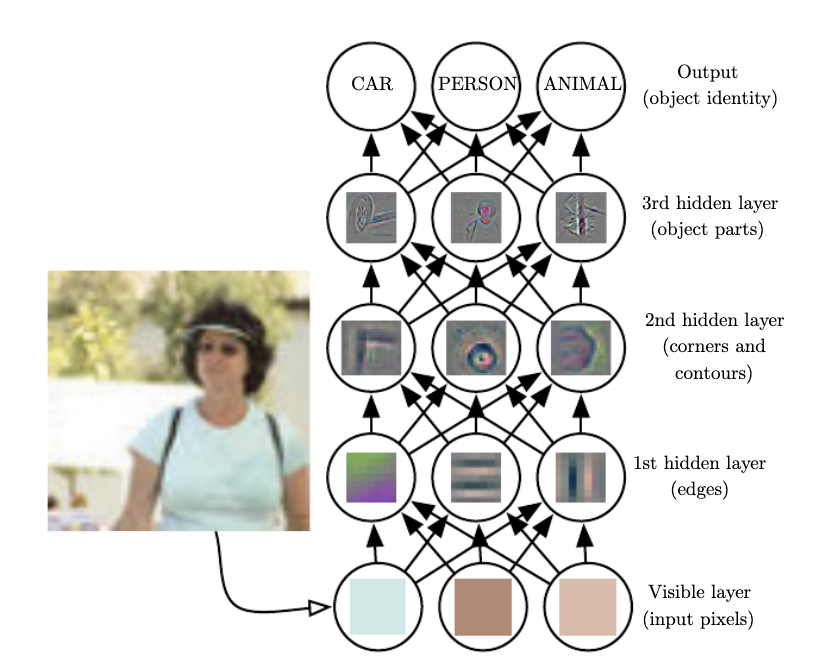 CAR
PERSON
ANIMAL
Output
(object identity)
3rd hidden layer
(object parts)
2nd hidden layer
(corners and
contours)
1st hidden layer
(edges)
Visible layer
(input pixels)